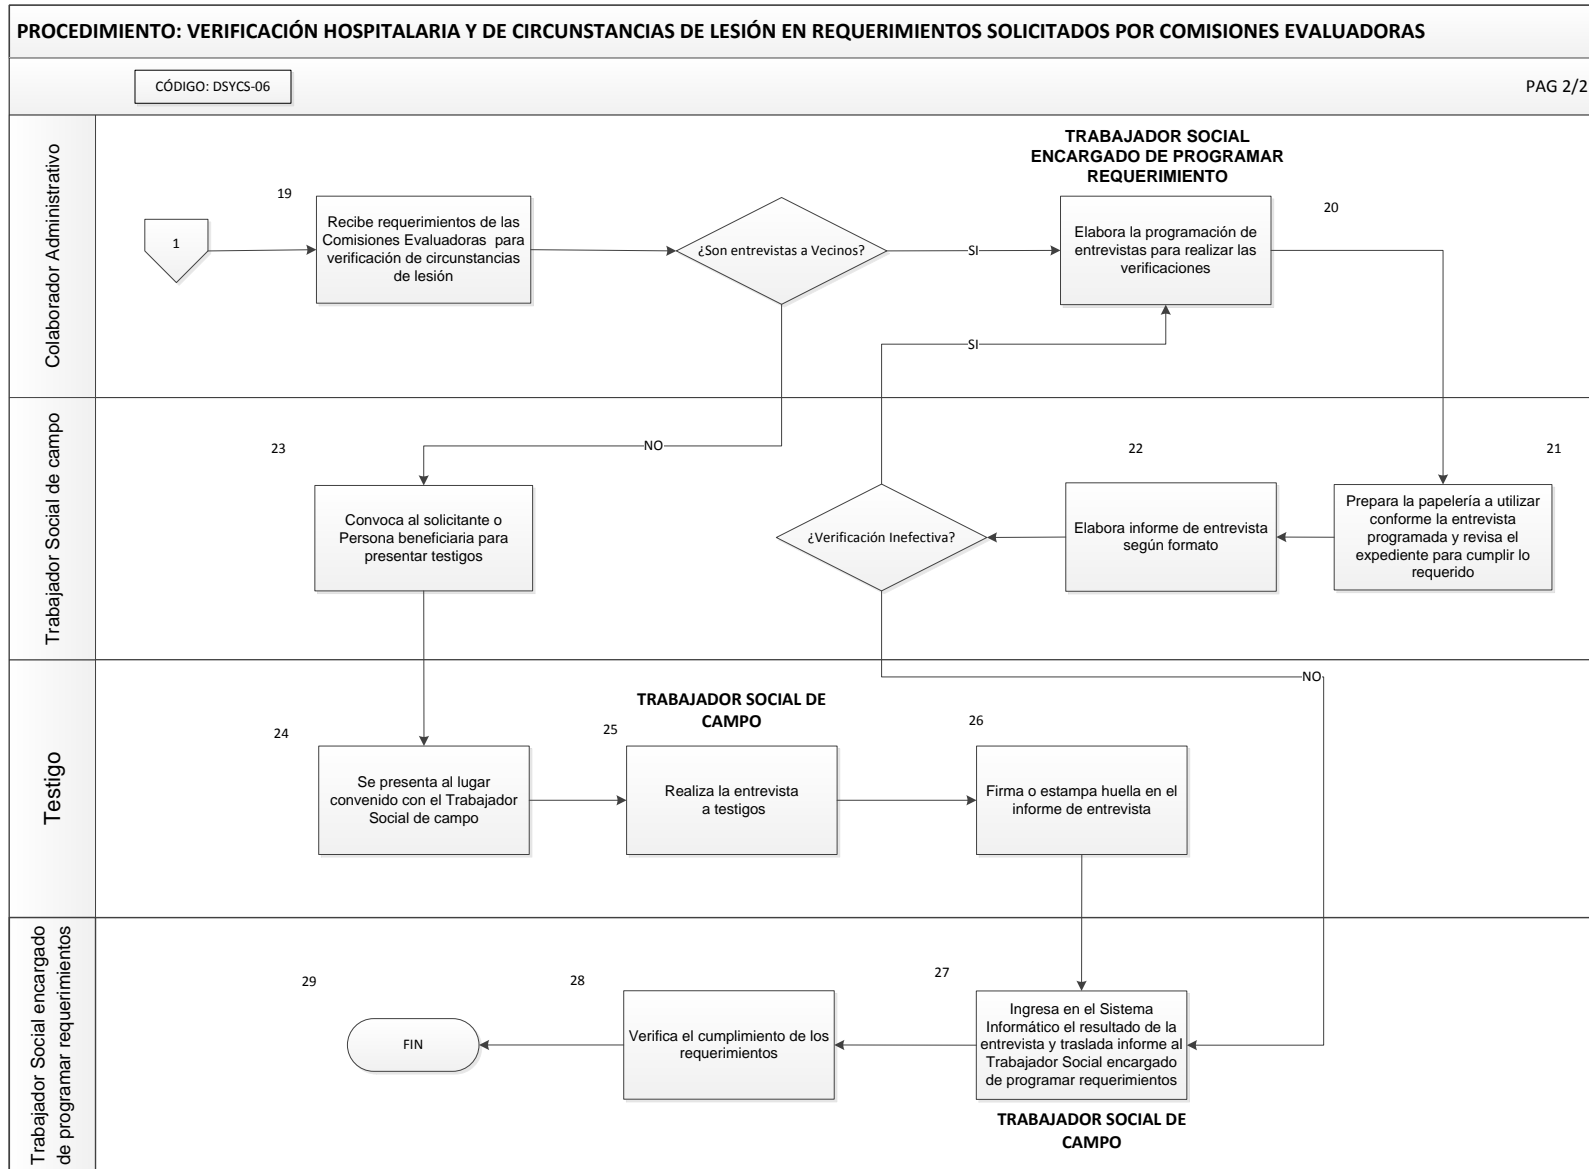 PROCEDIMIENTO: VERIFICACIÓN HOSPITALARIA Y DE CIRCUNSTANCIAS DE LESIÓN EN REQUERIMIENTOS SOLICITADOS POR COMISIONES EVALUADORAS
CÓDIGO: DSYCS-06
PAG 2/2
Colaborador Administrativo
1
19
Recibe requerimientos de las
Comisiones Evaluadoras para
verificación de circunstancias
de lesión
¿Son entrevistas a Vecinos?
SI
TRABAJADOR SOCIAL
ENCARGADO DE PROGRAMAR
REQUERIMIENTO
20
Elabora la programación de
entrevistas para realizar las
verificaciones
SI
Trabajador Social de campo
NO
23
Convoca al solicitante o
Persona beneficiaria para
presentar testigos
¿Verificación Inefectiva?
22
Elabora informe de entrevista
según formato
21
Prepara la papelería a utilizar
conforme la entrevista
programada y revisa el
expediente para cumplir lo
requerido
Testigo
NO
24
Se presenta al lugar
convenido con el Trabajador
Social de campo
TRABAJADOR SOCIAL DE
CAMPO
25
Realiza la entrevista
a testigos
26
Firma o estampa huella en el
informe de entrevista
Trabajador Social encargado
de programar requerimientos
29
FIN
28
Verifica el cumplimiento de los
requerimientos
27
Ingresa en el Sistema
Informático el resultado de la
entrevista y traslada informe al
Trabajador Social encargado
de programar requerimientos
TRABAJADOR SOCIAL DE
CAMPO